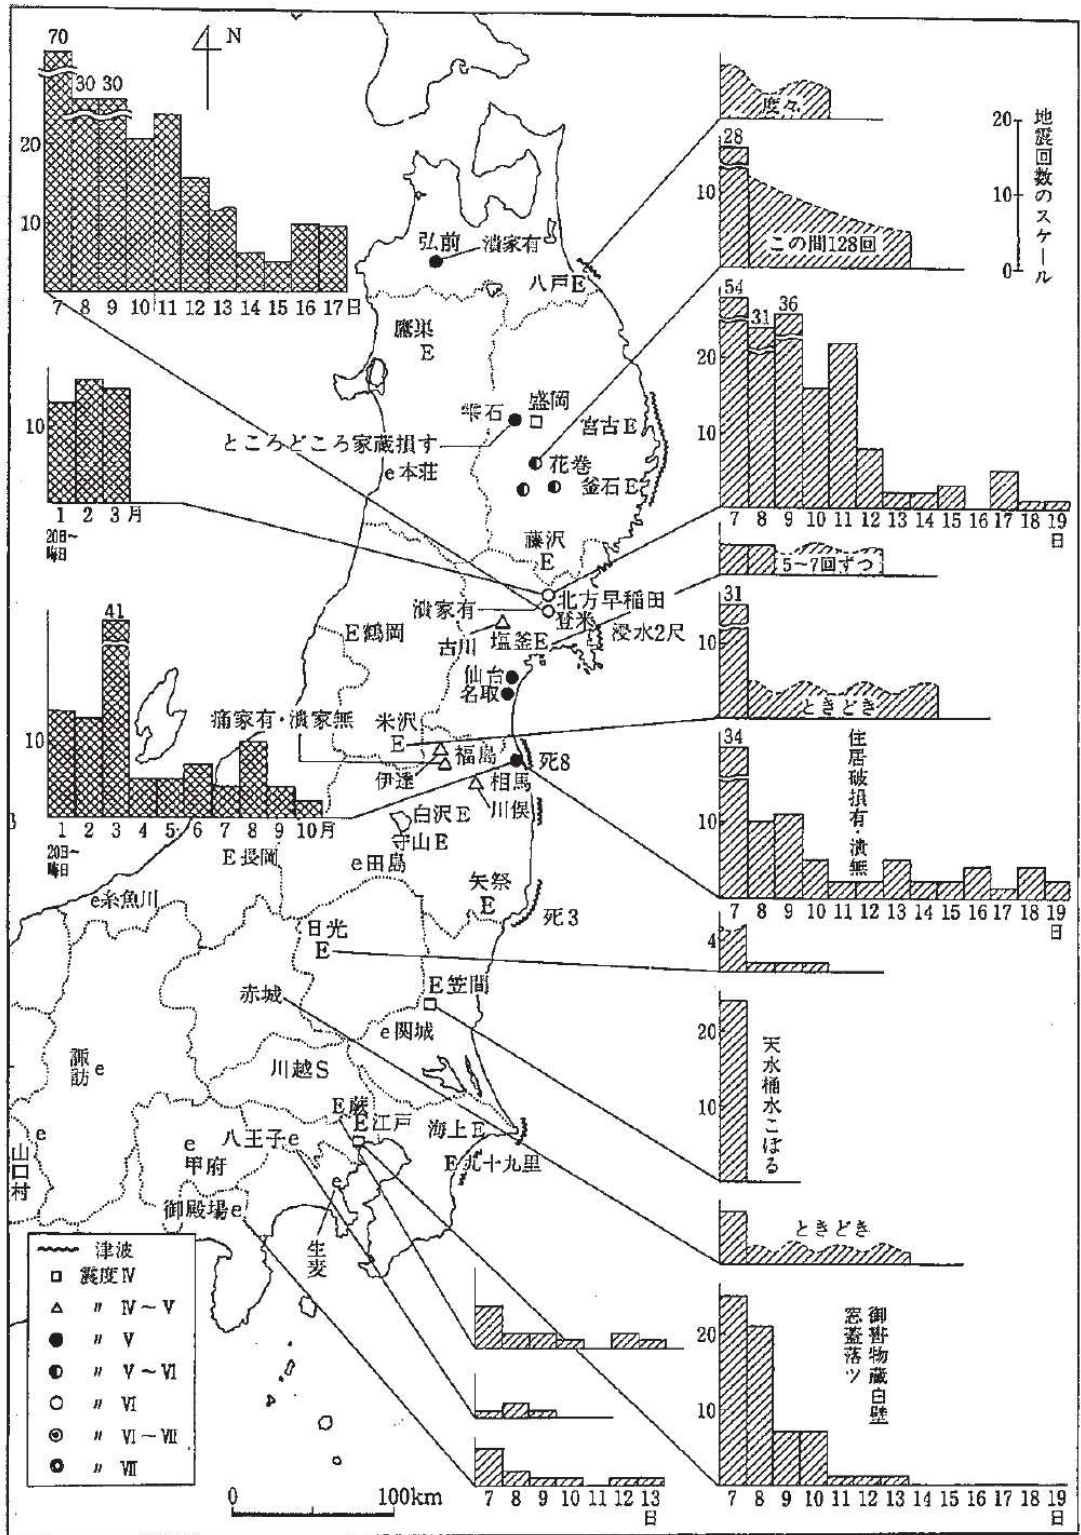 N
70
30 30
20
10
7 8 9 10 11 12 13 14 15 16 17日
10
1 2 3月
20日～
晦日
41
10
1 2 3 4 5 6 7 8 9 10月
20日～
晦日
弘前
潰家有
八戸E
鷹巣
E
雫石
盛岡
宮古E
ところどころ家蔵損す
e本荘
花巻
釜石E
藤沢
E
潰家有
北方早稲田
登米
E鶴岡
古川
塩釜E
浸水2尺
仙台
名取
痛家有・潰家無
米沢
E
福島
伊達
死8
相馬
川俣
白沢E
守山E
E長岡
e田島
e糸魚川
矢祭
E
死3
日光
E
赤城
E笠間
e関城
諏訪e
川越S
E蕨
E江戸
海上E
八王子e
E九十九里
e
山口村
e
甲府
御殿場e
e
生麦
津波
震度Ⅳ
〃 Ⅳ～Ⅴ
〃 Ⅴ
〃 Ⅴ～Ⅵ
〃 Ⅵ
〃 Ⅵ～Ⅶ
〃 Ⅶ
0 100km
度々
20
10
0
地震回数のスケール
28
10
この間128回
54
31
36
20
10
7 8 9 10 11 12 13 14 15 17 18 19
日
5～7回ずつ
31
10
ときどき
34
10
住居破損有・潰無
7 8 9 10 11 12 13 14 15 16 17 18 19
日
4
20
10
天水桶水こぼる
ときどき
20
10
御書物蔵白壁
窓蓋落ツ
7 8 9 10 11 12 13 14 15 16 17 18 19
日
7 8 9 10 11 12 13
日